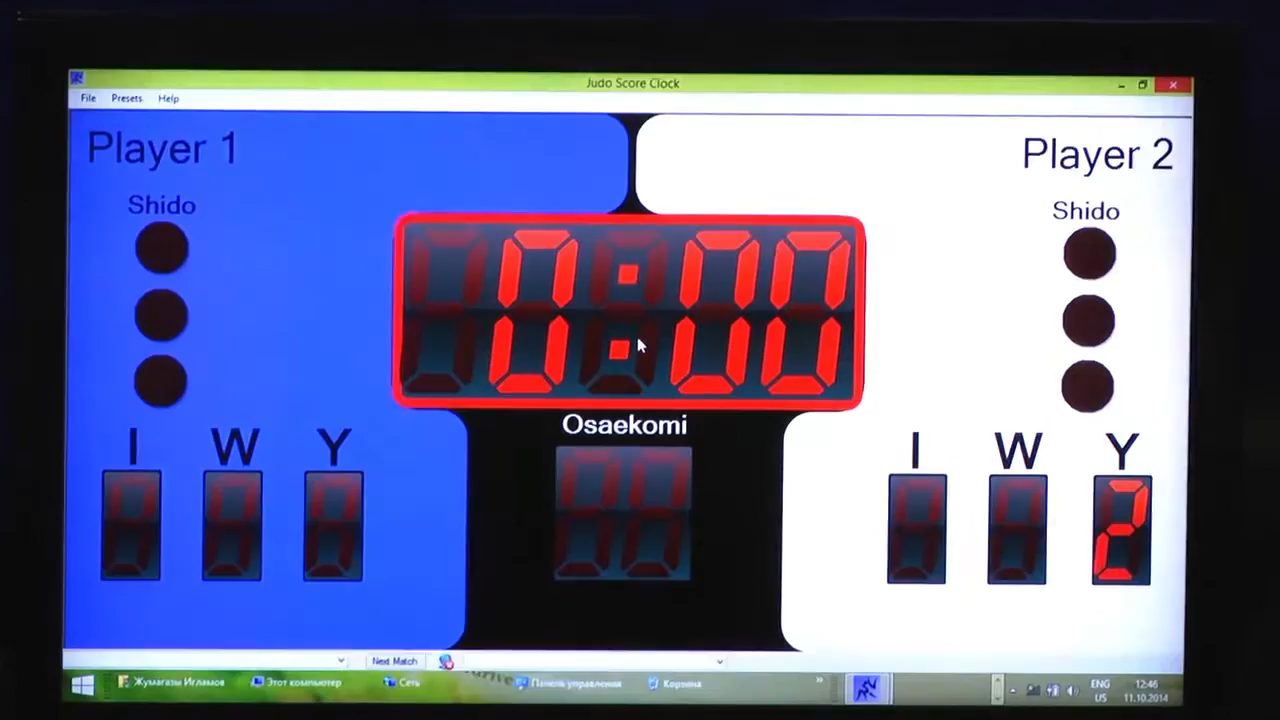 Judo Score Clock
File Presets Help
Player 1
Player 2
Shido
Shido
0:00
Osaekomi
I W Y
I W Y
2
Next Match
Жумагазы Игламов
Этот компьютер
Сеть
Панель управления
Корзина
»
ENG
US
12:46
11.10.2014